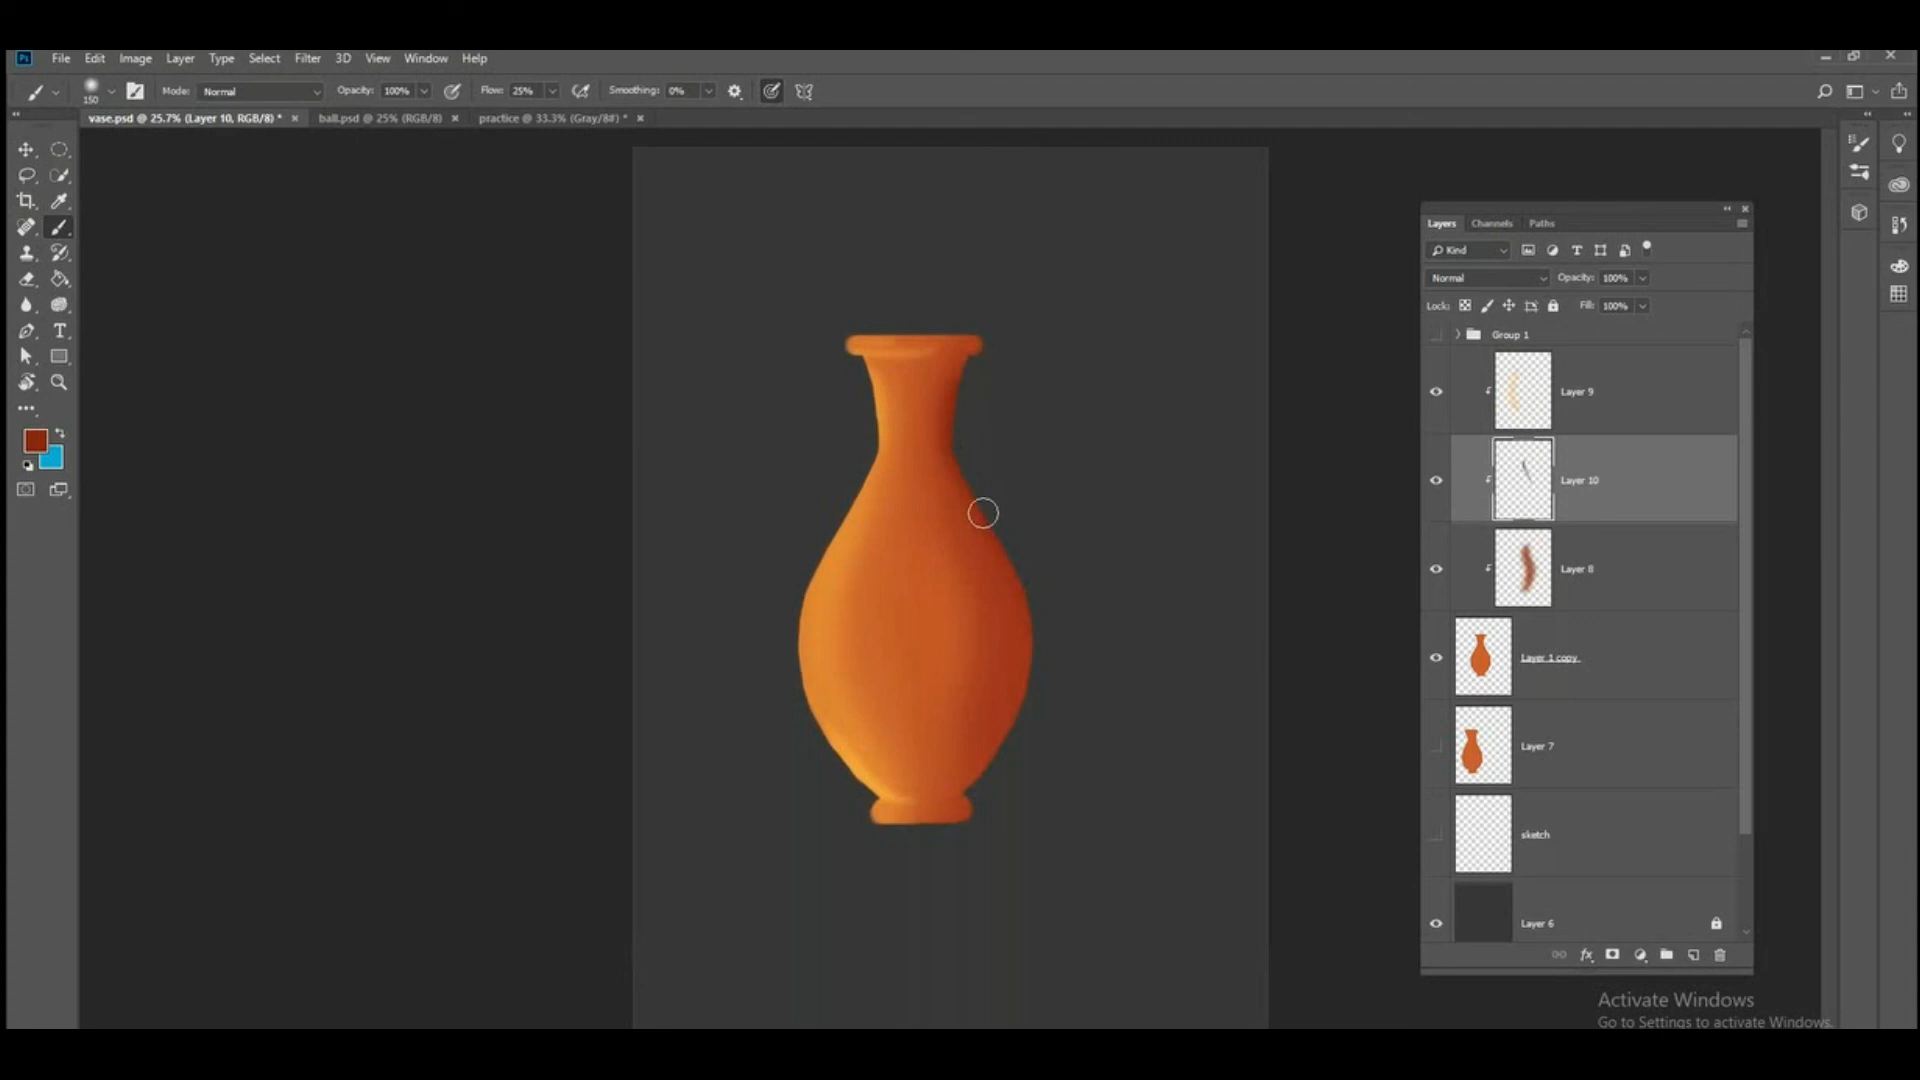 Ps File Edit Image Layer Type Select Filter 3D View Window Help
150 Mode: Normal Opacity: 100% Flow: 25% Smoothing: 0%
vase.psd @ 25.7% (Layer 10, RGB/8) * ball.psd @ 25% (RGB/8) practice @ 33.3% (Gray/8#) *
Layers Channels Paths
Kind
Normal Opacity: 100%
Lock: Fill: 100%
Group 1
Layer 9
Layer 10
Layer 8
Layer 1 copy
Layer 7
sketch
Layer 6
fx
Activate Windows
Go to Settings to activate Windows.